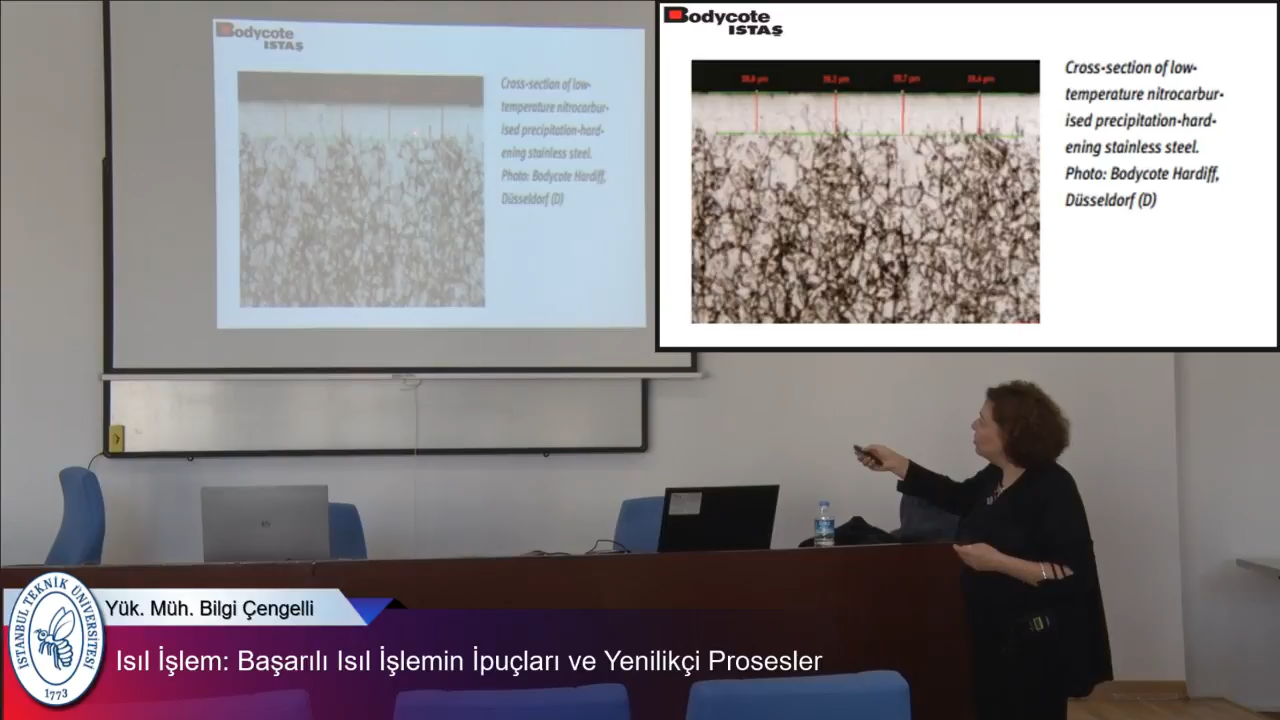 Bodycote
ISTAŞ
Cross-section of low-
temperature nitrocarbur-
ised precipitation-hard-
ening stainless steel.
Photo: Bodycote Hardiff,
Düsseldorf (D)
Bodycote
ISTAŞ
Cross-section of low-
temperature nitrocarbur-
ised precipitation-hard-
ening stainless steel.
Photo: Bodycote Hardiff,
Düsseldorf (D)
İSTANBUL TEKNİK ÜNİVERSİTESİ
1773
Yük. Müh. Bilgi Çengelli
Isıl İşlem: Başarılı Isıl İşlemin İpuçları ve Yenilikçi Prosesler